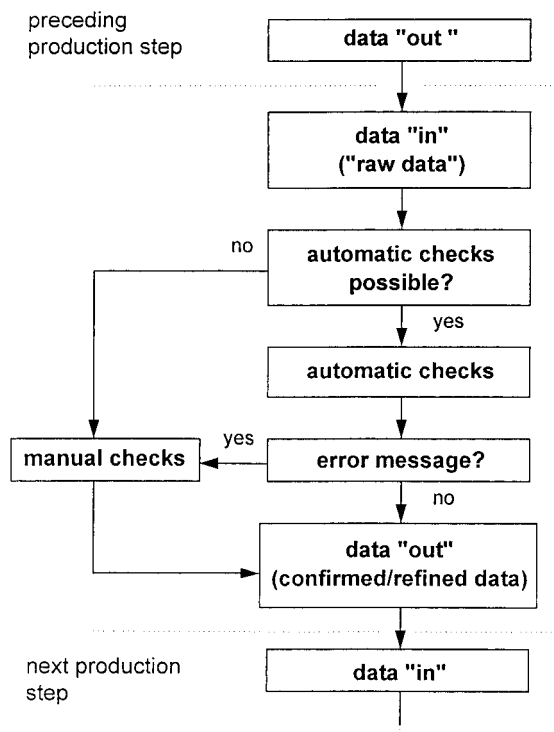 preceding
production step
data "out "
data "in"
("raw data")
no
automatic checks
possible?
yes
automatic checks
yes
manual checks
error message?
no
data "out"
(confirmed/refined data)
next production
step
data "in"